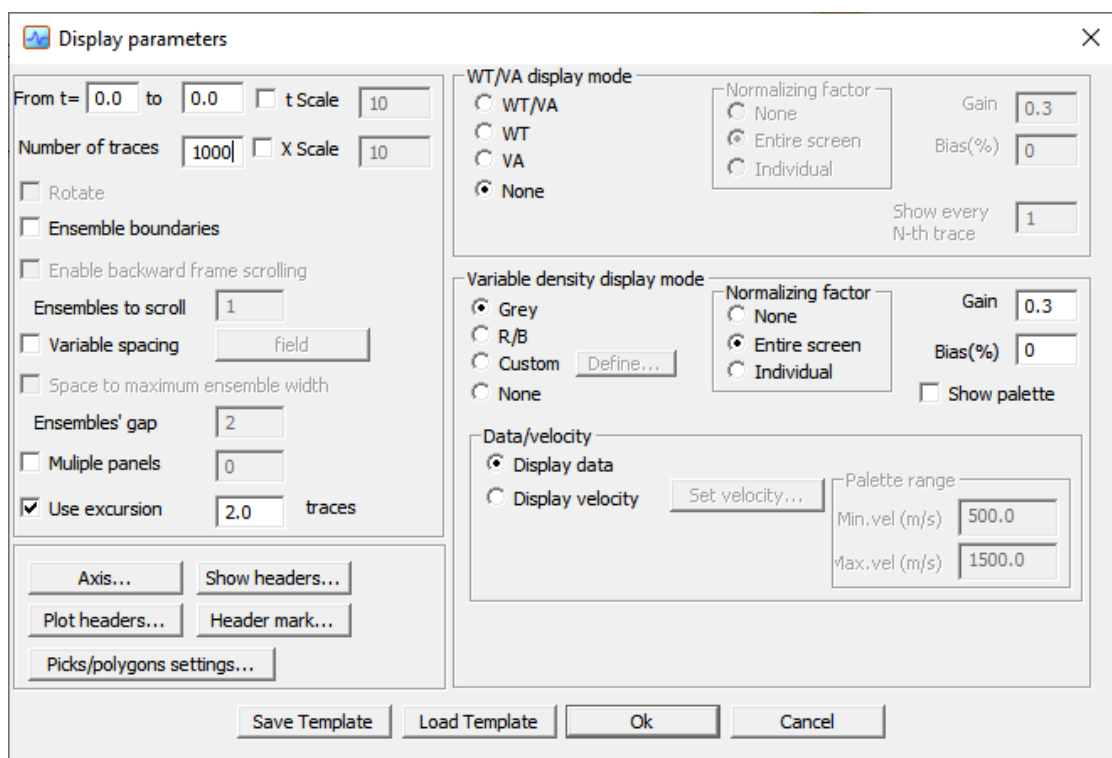 Display parameters
From t= 0.0 to 0.0 t Scale 10
Number of traces 1000 X Scale 10
Rotate
Ensemble boundaries
Enable backward frame scrolling
Ensembles to scroll 1
Variable spacing field
Space to maximum ensemble width
Ensembles' gap 2
Muliple panels 0
Use excursion 2.0 traces
Axis... Show headers...
Plot headers... Header mark...
Picks/polygons settings...
WT/VA display mode
WT/VA
WT
VA
None
Normalizing factor
None
Entire screen
Individual
Gain 0.3
Bias(%) 0
Show every
N-th trace 1
Variable density display mode
Grey
R/B
Custom Define...
None
Normalizing factor
None
Entire screen
Individual
Gain 0.3
Bias(%) 0
Show palette
Data/velocity
Display data
Display velocity Set velocity...
Palette range
Min.vel (m/s) 500.0
Max.vel (m/s) 1500.0
Save Template Load Template Ok Cancel